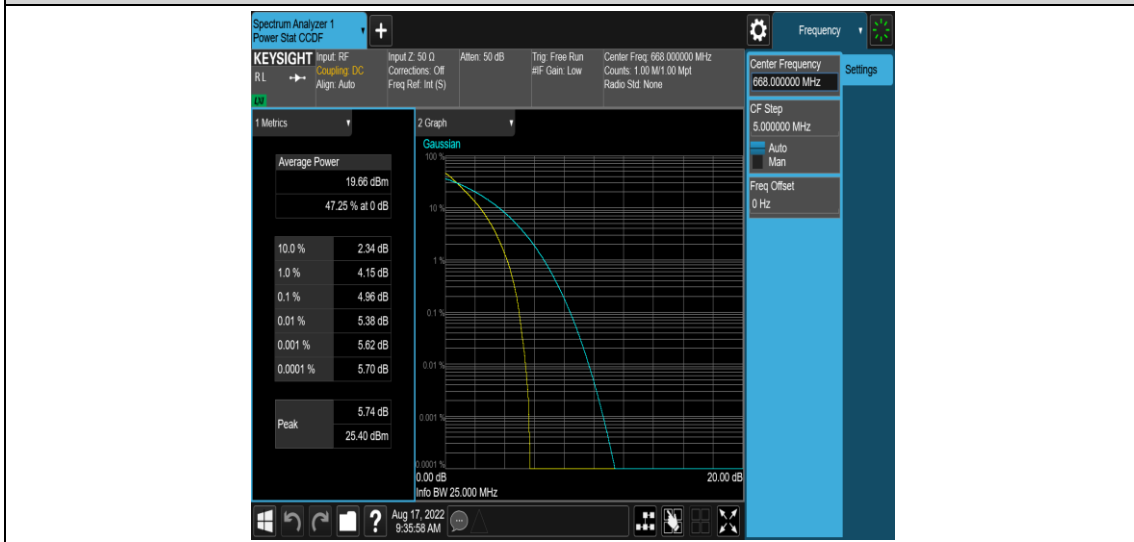 Spectrum Analyzer 1
Power Stat CCDF
+
Frequency
KEYSIGHT
RL
LXI
Input: RF
Coupling: DC
Align: Auto
Input Z: 50 Ω
Corrections: Off
Freq Ref: Int (S)
Atten: 50 dB
Trig: Free Run
#IF Gain: Low
Center Freq: 668.000000 MHz
Counts: 1.00 M/1.00 Mpt
Radio Std: None
Center Frequency
668.000000 MHz
Settings
CF Step
5.000000 MHz
Auto
Man
Freq Offset
0 Hz
1 Metrics
Average Power
19.66 dBm
47.25 % at 0 dB
10.0 % 2.34 dB
1.0 % 4.15 dB
0.1 % 4.96 dB
0.01 % 5.38 dB
0.001 % 5.62 dB
0.0001 % 5.70 dB
Peak
5.74 dB
25.40 dBm
2 Graph
Gaussian
100 %
10 %
1 %
0.1 %
0.01 %
0.001 %
0.0001 %
0.00 dB 20.00 dB
Info BW 25.000 MHz
?
Aug 17, 2022
9:35:58 AM